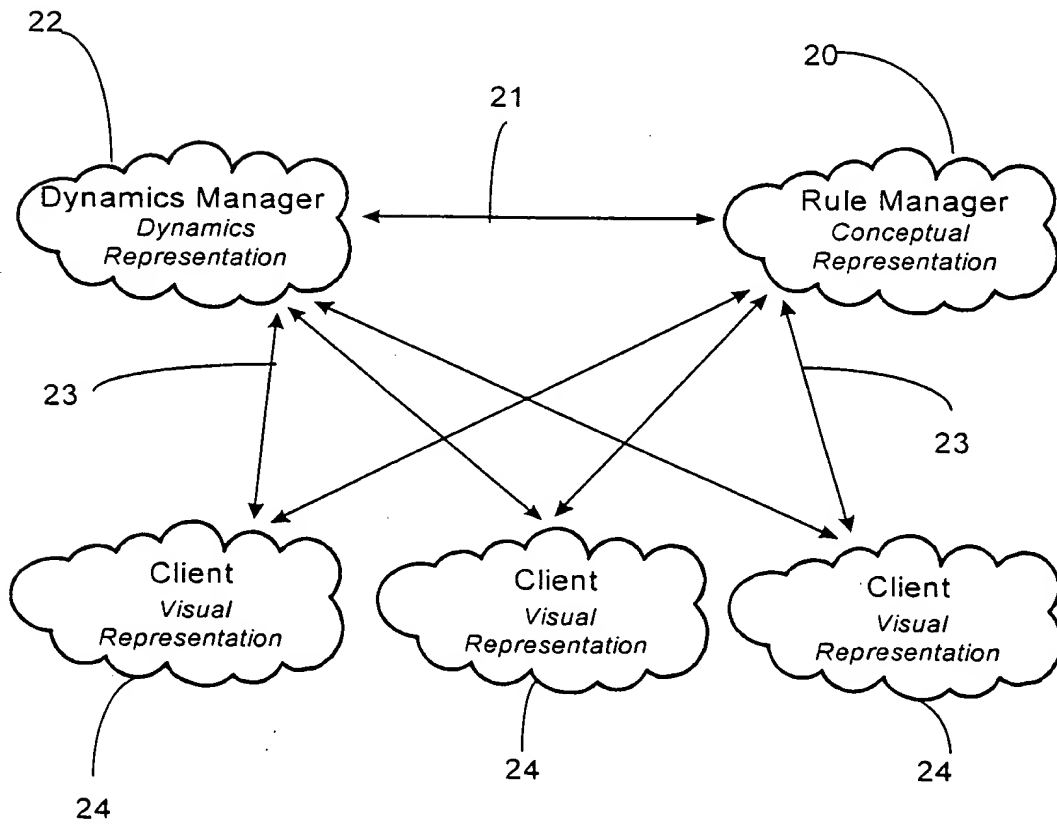 22
20
21
Dynamics Manager
Dynamics
Representation
Rule Manager
Conceptual
Representation
23
23
Client
Visual
Representation
Client
Visual
Representation
Client
Visual
Representation
24
24
24